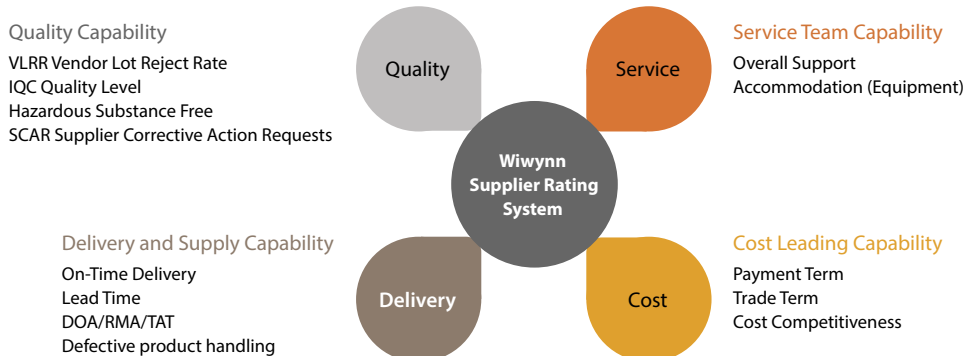 Quality Capability
VLRR Vendor Lot Reject Rate
IQC Quality Level
Hazardous Substance Free
SCAR Supplier Corrective Action Requests
Quality
Service
Service Team Capability
Overall Support
Accommodation (Equipment)
Wiwynn
Supplier Rating
System
Delivery and Supply Capability
On-Time Delivery
Lead Time
DOA/RMA/TAT
Defective product handling
Delivery
Cost
Cost Leading Capability
Payment Term
Trade Term
Cost Competitiveness